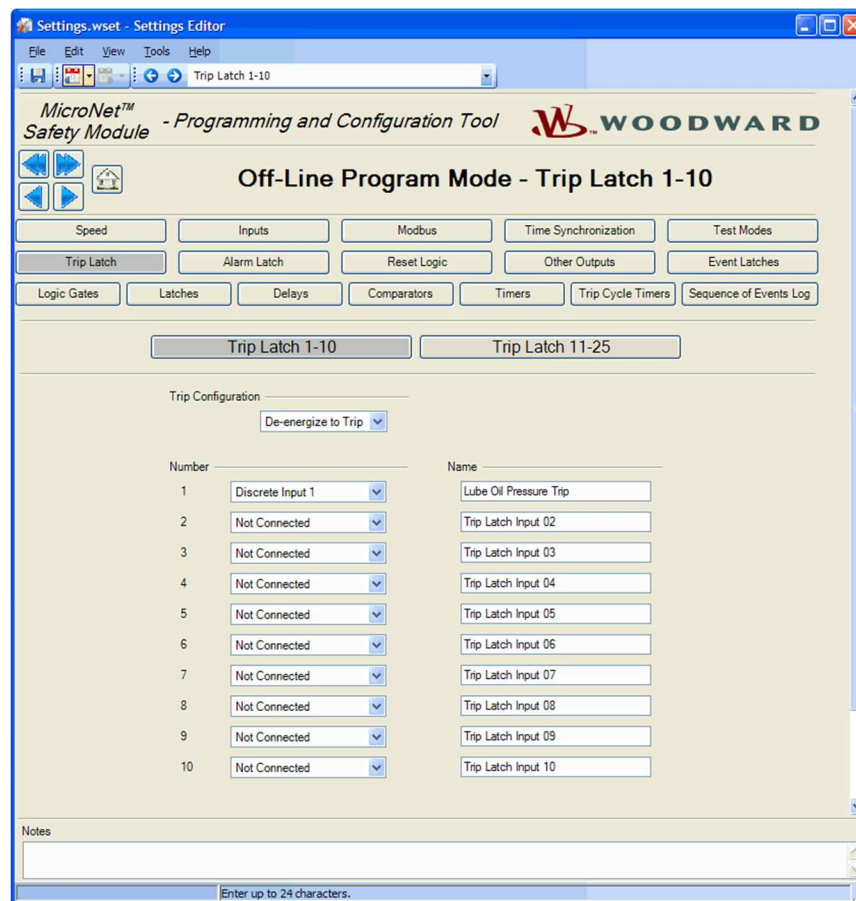 Settings.wset - Settings Editor
File Edit View Tools Help
Trip Latch 1-10
MicroNet™ Safety Module - Programming and Configuration Tool
WOODWARD
Off-Line Program Mode - Trip Latch 1-10
Speed Inputs Modbus Time Synchronization Test Modes
Trip Latch Alarm Latch Reset Logic Other Outputs Event Latches
Logic Gates Latches Delays Comparators Timers Trip Cycle Timers Sequence of Events Log
Trip Latch 1-10 Trip Latch 11-25
Trip Configuration
De-energize to Trip
Number Name
1 Discrete Input 1 Lube Oil Pressure Trip
2 Not Connected Trip Latch Input 02
3 Not Connected Trip Latch Input 03
4 Not Connected Trip Latch Input 04
5 Not Connected Trip Latch Input 05
6 Not Connected Trip Latch Input 06
7 Not Connected Trip Latch Input 07
8 Not Connected Trip Latch Input 08
9 Not Connected Trip Latch Input 09
10 Not Connected Trip Latch Input 10
Notes
Enter up to 24 characters.